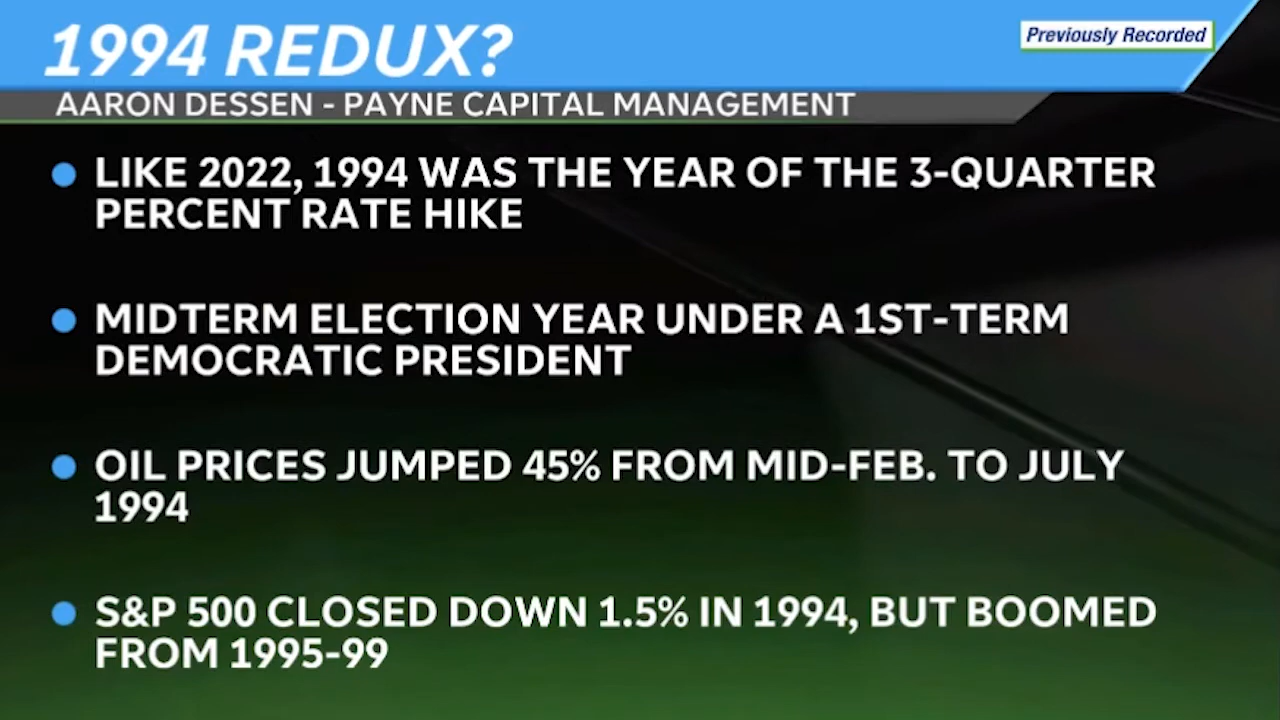 1994 REDUX?
Previously Recorded
AARON DESSEN - PAYNE CAPITAL MANAGEMENT
LIKE 2022, 1994 WAS THE YEAR OF THE 3-QUARTER
PERCENT RATE HIKE
MIDTERM ELECTION YEAR UNDER A 1ST-TERM
DEMOCRATIC PRESIDENT
OIL PRICES JUMPED 45% FROM MID-FEB. TO JULY
1994
S&P 500 CLOSED DOWN 1.5% IN 1994, BUT BOOMED
FROM 1995-99